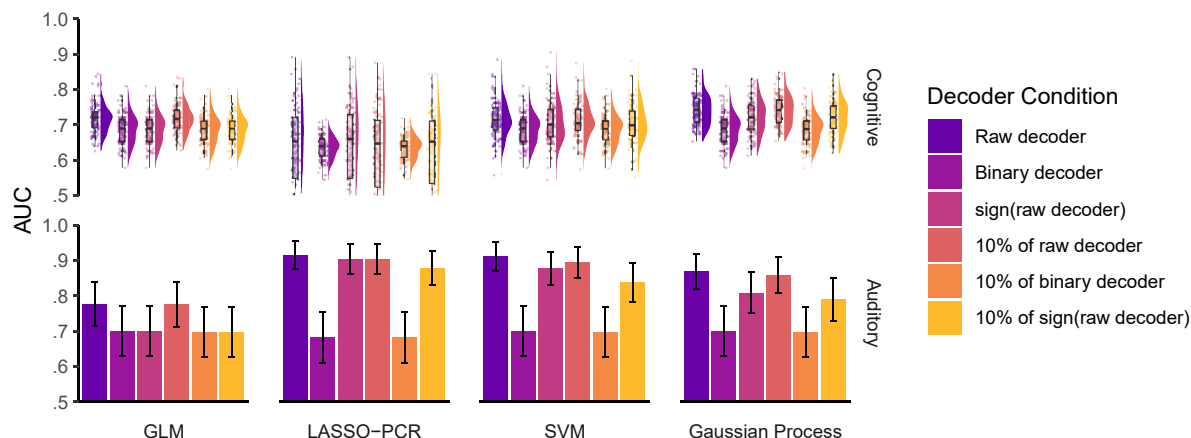 1.0
.9
.8
.7
.6
.5
Cognitive
AUC
1.0
.9
.8
.7
.6
.5
Auditory
GLM
LASSO−PCR
SVM
Gaussian Process
Decoder Condition
Raw decoder
Binary decoder
sign(raw decoder)
10% of raw decoder
10% of binary decoder
10% of sign(raw decoder)